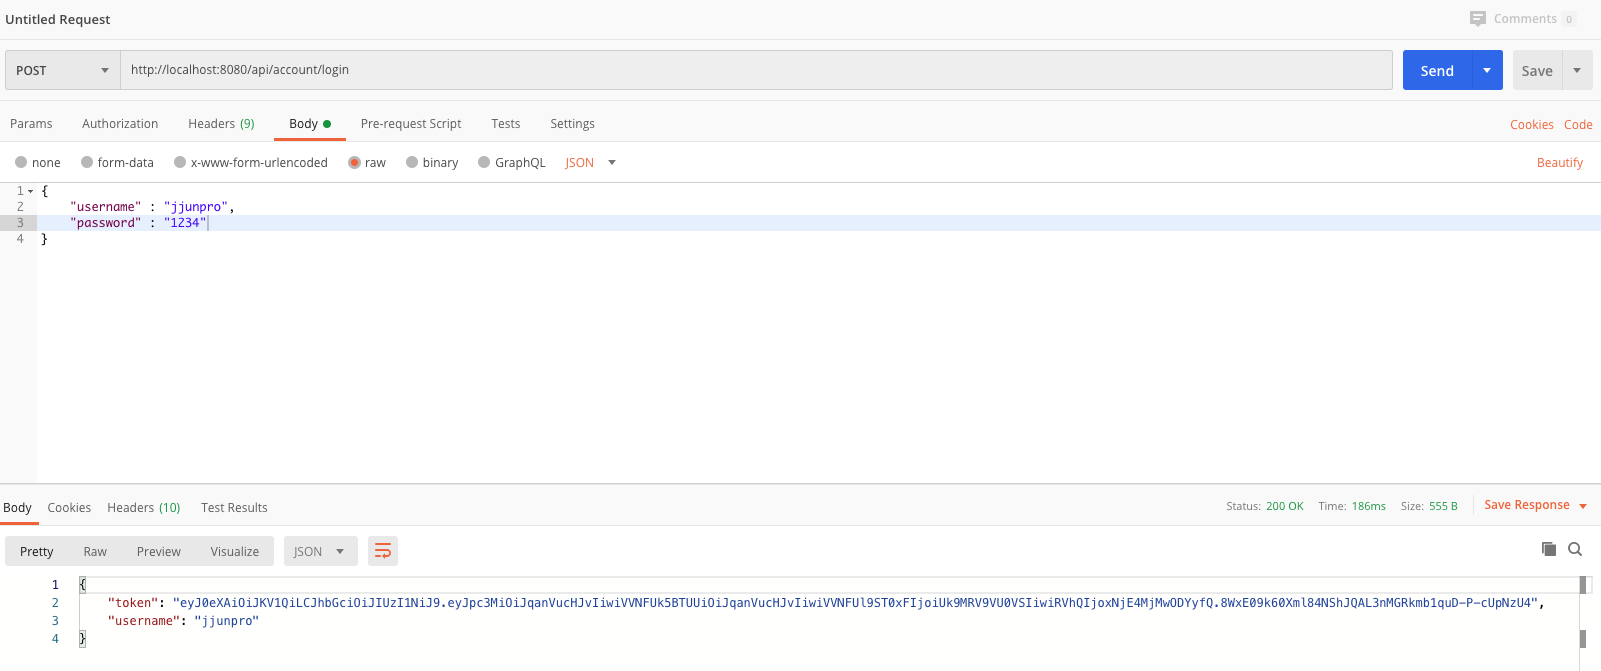 Untitled Request
Comments 0
POST http://localhost:8080/api/account/login Send Save
Params Authorization Headers (9) Body Pre-request Script Tests Settings Cookies Code
none form-data x-www-form-urlencoded raw binary GraphQL JSON Beautify
1 {
2 "username" : "jjunpro",
3 "password" : "1234"
4 }
Body Cookies Headers (10) Test Results Status: 200 OK Time: 186ms Size: 555 B Save Response
Pretty Raw Preview Visualize JSON
1 {
2 "token": "eyJ0eXAiOiJKV1QiLCJhbGciOiJIUzI1NiJ9.eyJpc3MiOiJqanVucHJvIiwiVVNFUk5BTUUiOiJqanVucHJvIiwiVVNFUl9ST0xFIjoiUk9MRV9VU0VSIiwiRVhQIjoxNjE4MjMwODYyfQ.8WxE09k60Xml84NShJQAL3nMGRkmb1quD-P-cUpNzU4",
3 "username": "jjunpro"
4 }